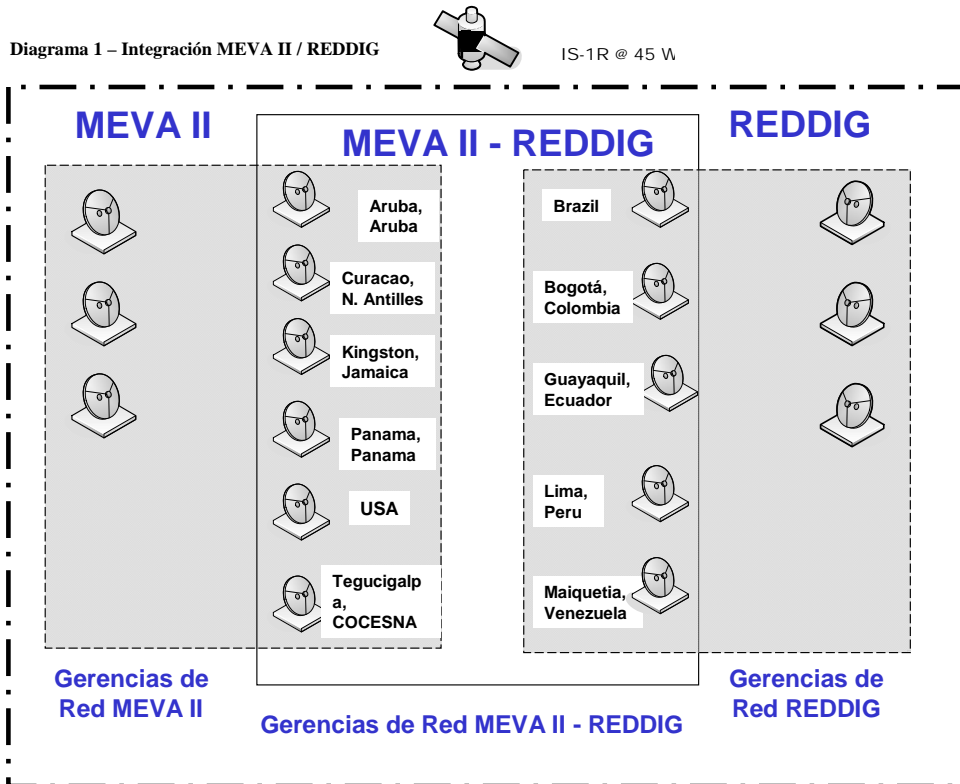 Diagrama 1 – Integración MEVA II / REDDIG
IS-1R @ 45 W
MEVA II
MEVA II - REDDIG
REDDIG
Aruba,
Aruba
Curacao,
N. Antilles
Kingston,
Jamaica
Panama,
Panama
USA
Tegucigalp
a,
COCESNA
Brazil
Bogotá,
Colombia
Guayaquil,
Ecuador
Lima,
Peru
Maiquetia,
Venezuela
Gerencias de
Red MEVA II
Gerencias de Red MEVA II - REDDIG
Gerencias de
Red REDDIG